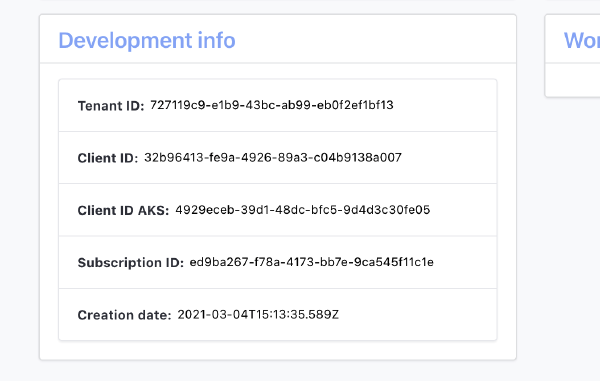 Development info
Wor
Tenant ID: 727119c9-e1b9-43bc-ab99-eb0f2ef1bf13
Client ID: 32b96413-fe9a-4926-89a3-c04b9138a007
Client ID AKS: 4929eceb-39d1-48dc-bfc5-9d4d3c30fe05
Subscription ID: ed9ba267-f78a-4173-bb7e-9ca545f11c1e
Creation date: 2021-03-04T15:13:35.589Z